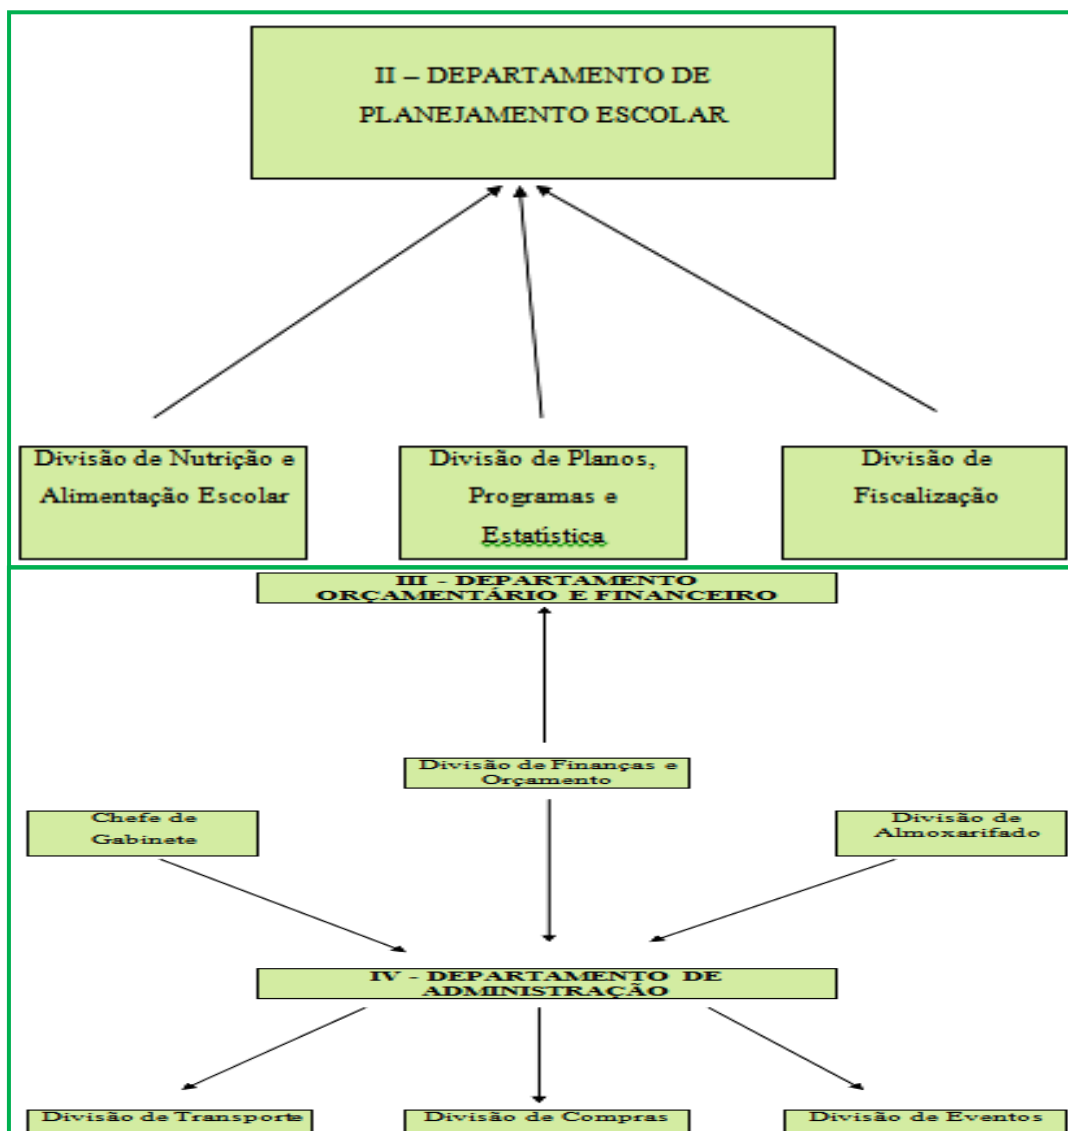 II – DEPARTAMENTO DE
PLANEJAMENTO ESCOLAR
Divisão de Nutrição e
Alimentação Escolar
Divisão de Planos,
Programas e
Estatística
Divisão de
Fiscalização
III - DEPARTAMENTO
ORÇAMENTÁRIO E FINANCEIRO
Divisão de Finanças e
Orçamento
Chefe de
Gabinete
Divisão de
Almoxarifado
IV - DEPARTAMENTO DE
ADMINISTRAÇÃO
Divisão de Transporte
Divisão de Compras
Divisão de Eventos